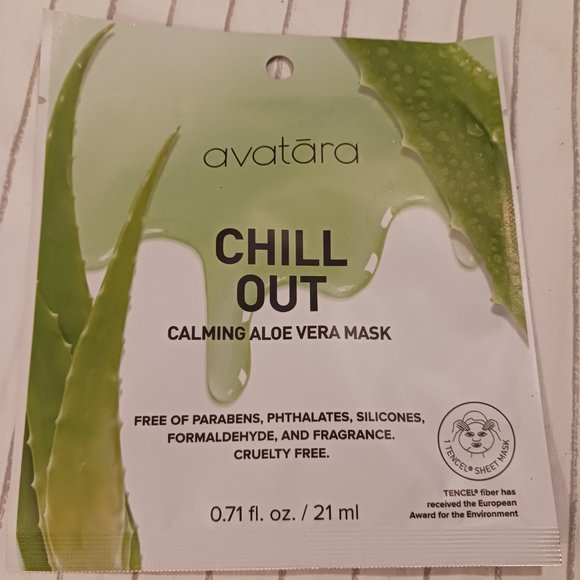 avatāra
CHILL
OUT
CALMING ALOE VERA MASK
FREE OF PARABENS, PHTHALATES, SILICONES,
FORMALDEHYDE, AND FRAGRANCE.
CRUELTY FREE.
1 TENCEL® SHEET MASK
TENCEL® fiber has
received the European
Award for the Environment
0.71 fl. oz. / 21 ml